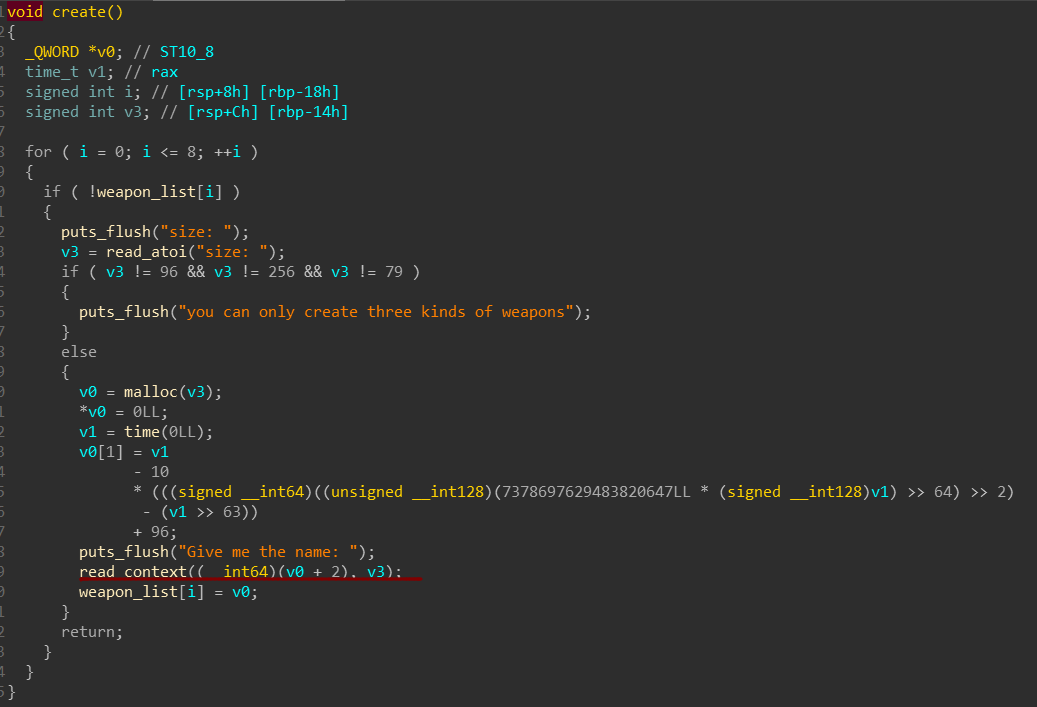 void create()
{
  _QWORD *v0; // ST10_8
  time_t v1; // rax
  signed int i; // [rsp+8h] [rbp-18h]
  signed int v3; // [rsp+Ch] [rbp-14h]

  for ( i = 0; i <= 8; ++i )
  {
    if ( !weapon_list[i] )
    {
      puts_flush("size: ");
      v3 = read_atoi("size: ");
      if ( v3 != 96 && v3 != 256 && v3 != 79 )
      {
        puts_flush("you can only create three kinds of weapons");
      }
      else
      {
        v0 = malloc(v3);
        *v0 = 0LL;
        v1 = time(0LL);
        v0[1] = v1
              - 10
              * (((signed __int64)((unsigned __int128)(7378697629483820647LL * (signed __int128)v1) >> 64) >> 2)
               - (v1 >> 63))
              + 96;
        puts_flush("Give me the name: ");
        read_context((__int64)(v0 + 2), v3);
        weapon_list[i] = v0;
      }
      return;
    }
  }
}